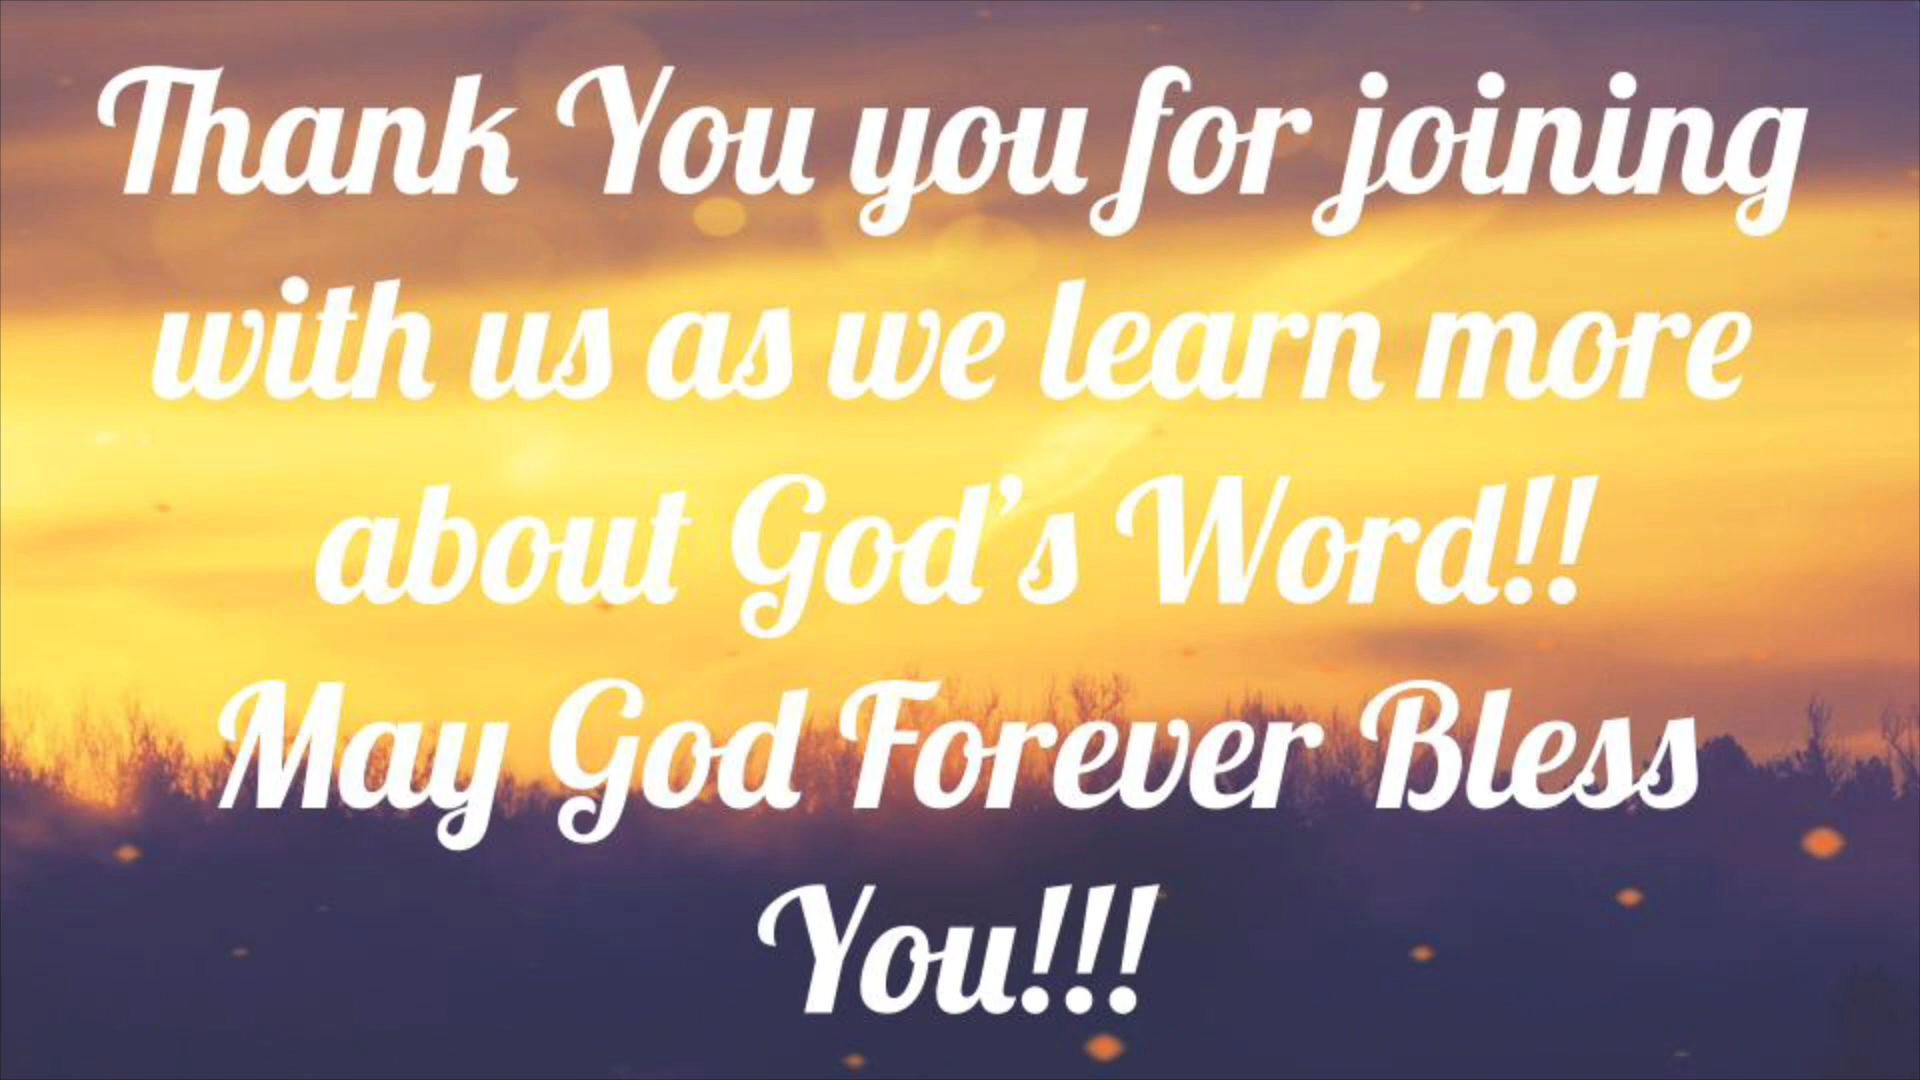 Thank You you for joining
with us as we learn more
about God's Word!!
May God Forever Bless
You!!!